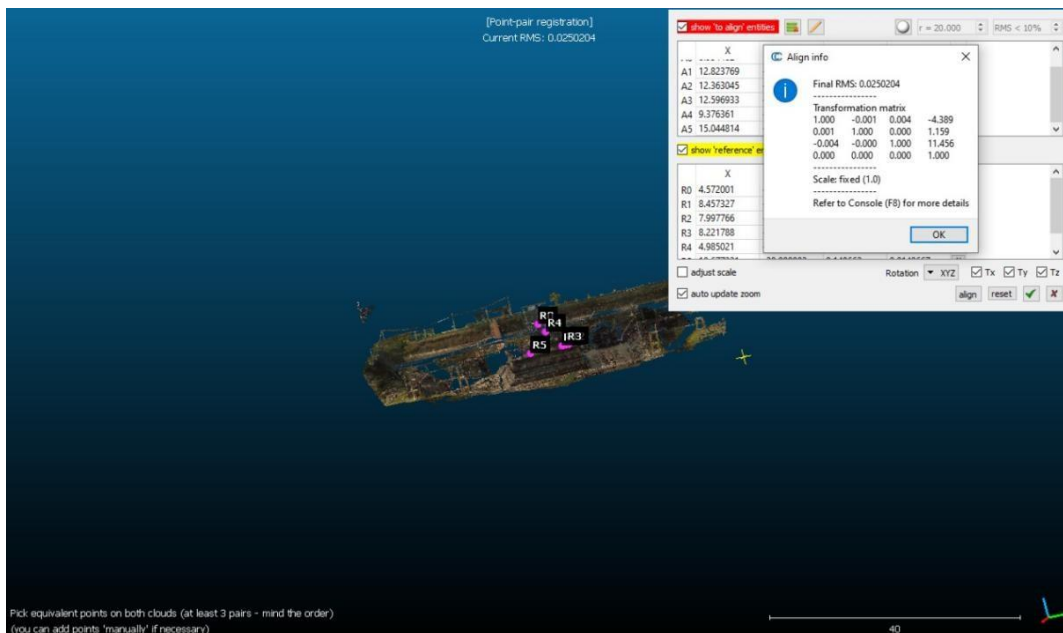 [Point-pair registration]
Current RMS: 0.0250204
show 'to align' entities
r = 20.000
RMS < 10%
X
A1 12.823769
A2 12.363045
A3 12.596933
A4 9.376361
A5 15.044814
show 'reference'
X
R0 4.572001
R1 8.457327
R2 7.997766
R3 8.221788
R4 4.985021
adjust scale
Rotation XYZ Tx Ty Tz
auto update zoom
align reset
Align info
Final RMS: 0.0250204
----------------
Transformation matrix
1.000 -0.001 0.004 -4.389
0.001 1.000 0.000 1.159
-0.004 -0.000 1.000 11.456
0.000 0.000 0.000 1.000
----------------
Scale: fixed (1.0)
----------------
Refer to Console (F8) for more details
OK
R4
R3
R5
Pick equivalent points on both clouds (at least 3 pairs - mind the order)
(you can add points 'manually' if necessary)
40